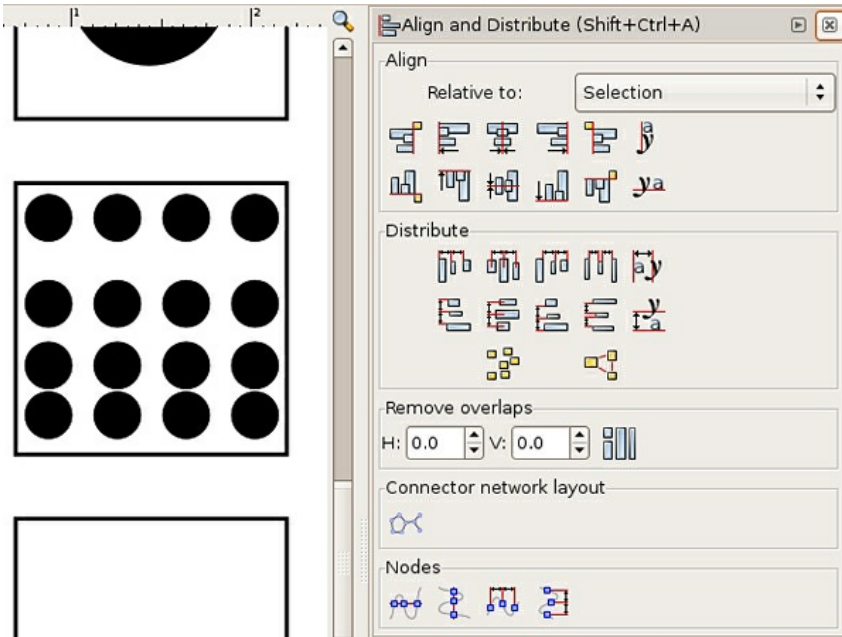 1
2
Align and Distribute (Shift+Ctrl+A)
Align
Relative to: Selection
a
y
ya
Distribute
a y
y
a
Remove overlaps
H: 0.0 V: 0.0
Connector network layout
Nodes